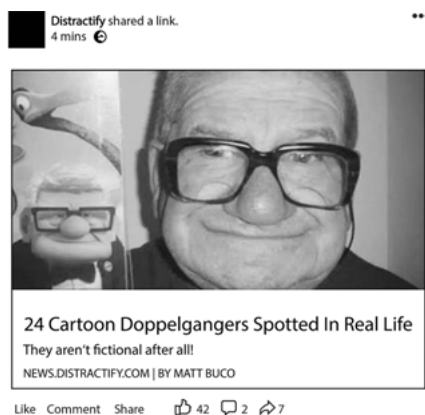 Distractify shared a link.
4 mins
24 Cartoon Doppelgangers Spotted In Real Life
They aren't fictional after all!
NEWS.DISTRACTIFY.COM | BY MATT BUCO
Like Comment Share 42 2 7